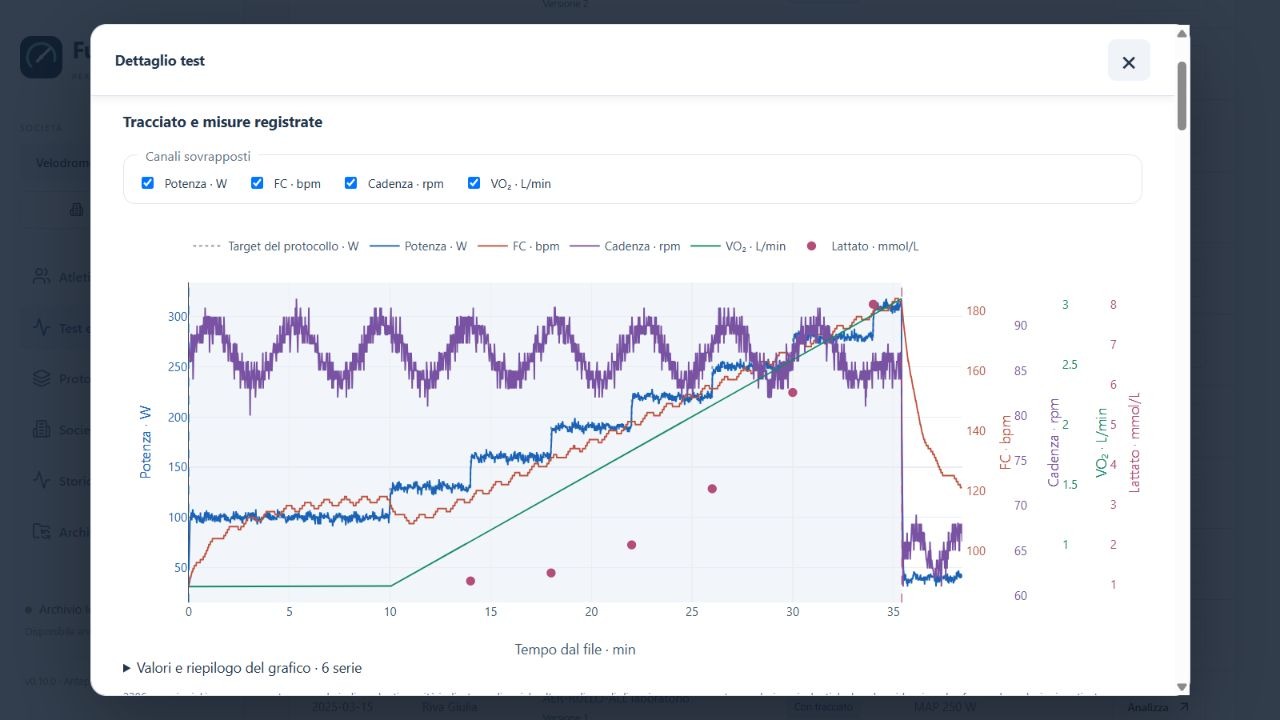 Versione 2
Dettaglio test
×
Tracciato e misure registrate
Canali sovrapposti
Potenza · W FC · bpm Cadenza · rpm VO₂ · L/min
Target del protocollo · W Potenza · W FC · bpm Cadenza · rpm VO₂ · L/min Lattato · mmol/L
300
250
200
150
100
50
Potenza · W
180
160
140
120
100
FC · bpm
90
85
80
75
70
65
60
Cadenza · rpm
3
2.5
2
1.5
1
VO₂ · L/min
8
7
6
5
4
3
2
1
Lattato · mmol/L
0 5 10 15 20 25 30 35
Tempo dal file · min
▶ Valori e riepilogo del grafico · 6 serie
SOCIETÀ
Velodrom
Atlet
Test e
Proto
Socie
Stori
Archi
Archivio
2025-03-15 Riva Giulia Versione 1 Con tracciato MAP 250 W Analizza